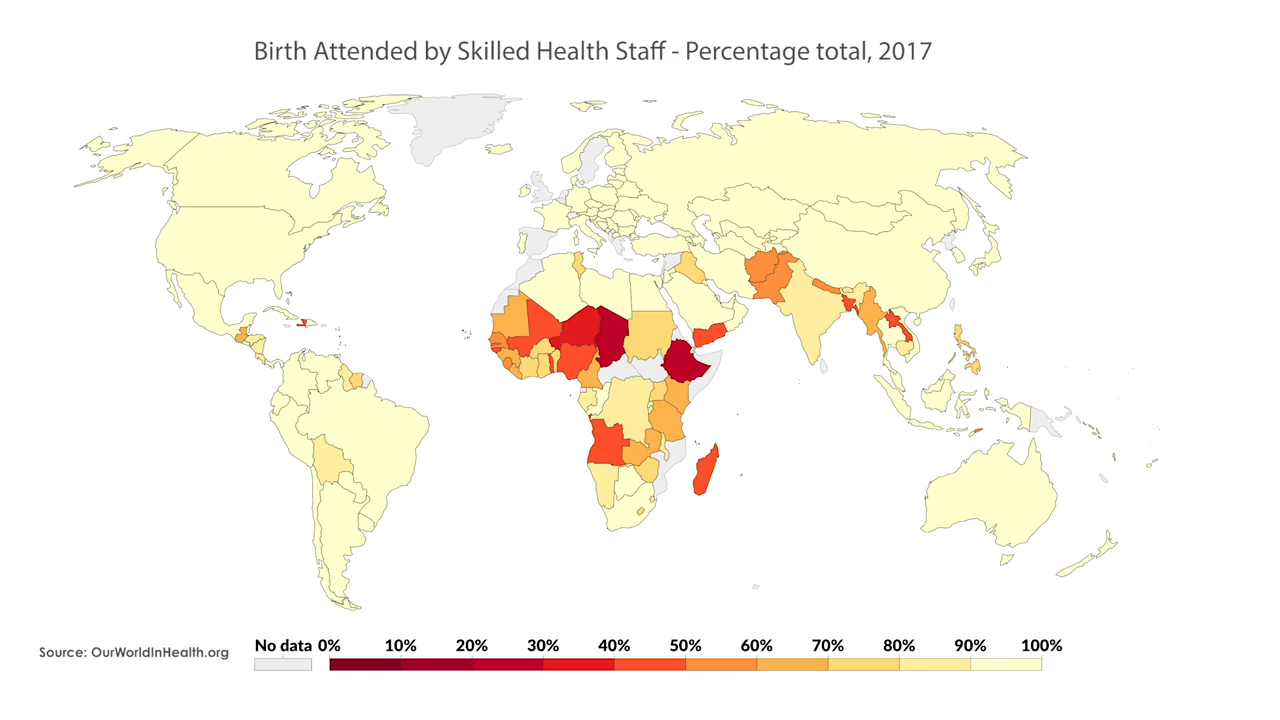 Birth Attended by Skilled Health Staff - Percentage total, 2017
Source: OurWorldInHealth.org
No data 0% 10% 20% 30% 40% 50% 60% 70% 80% 90% 100%